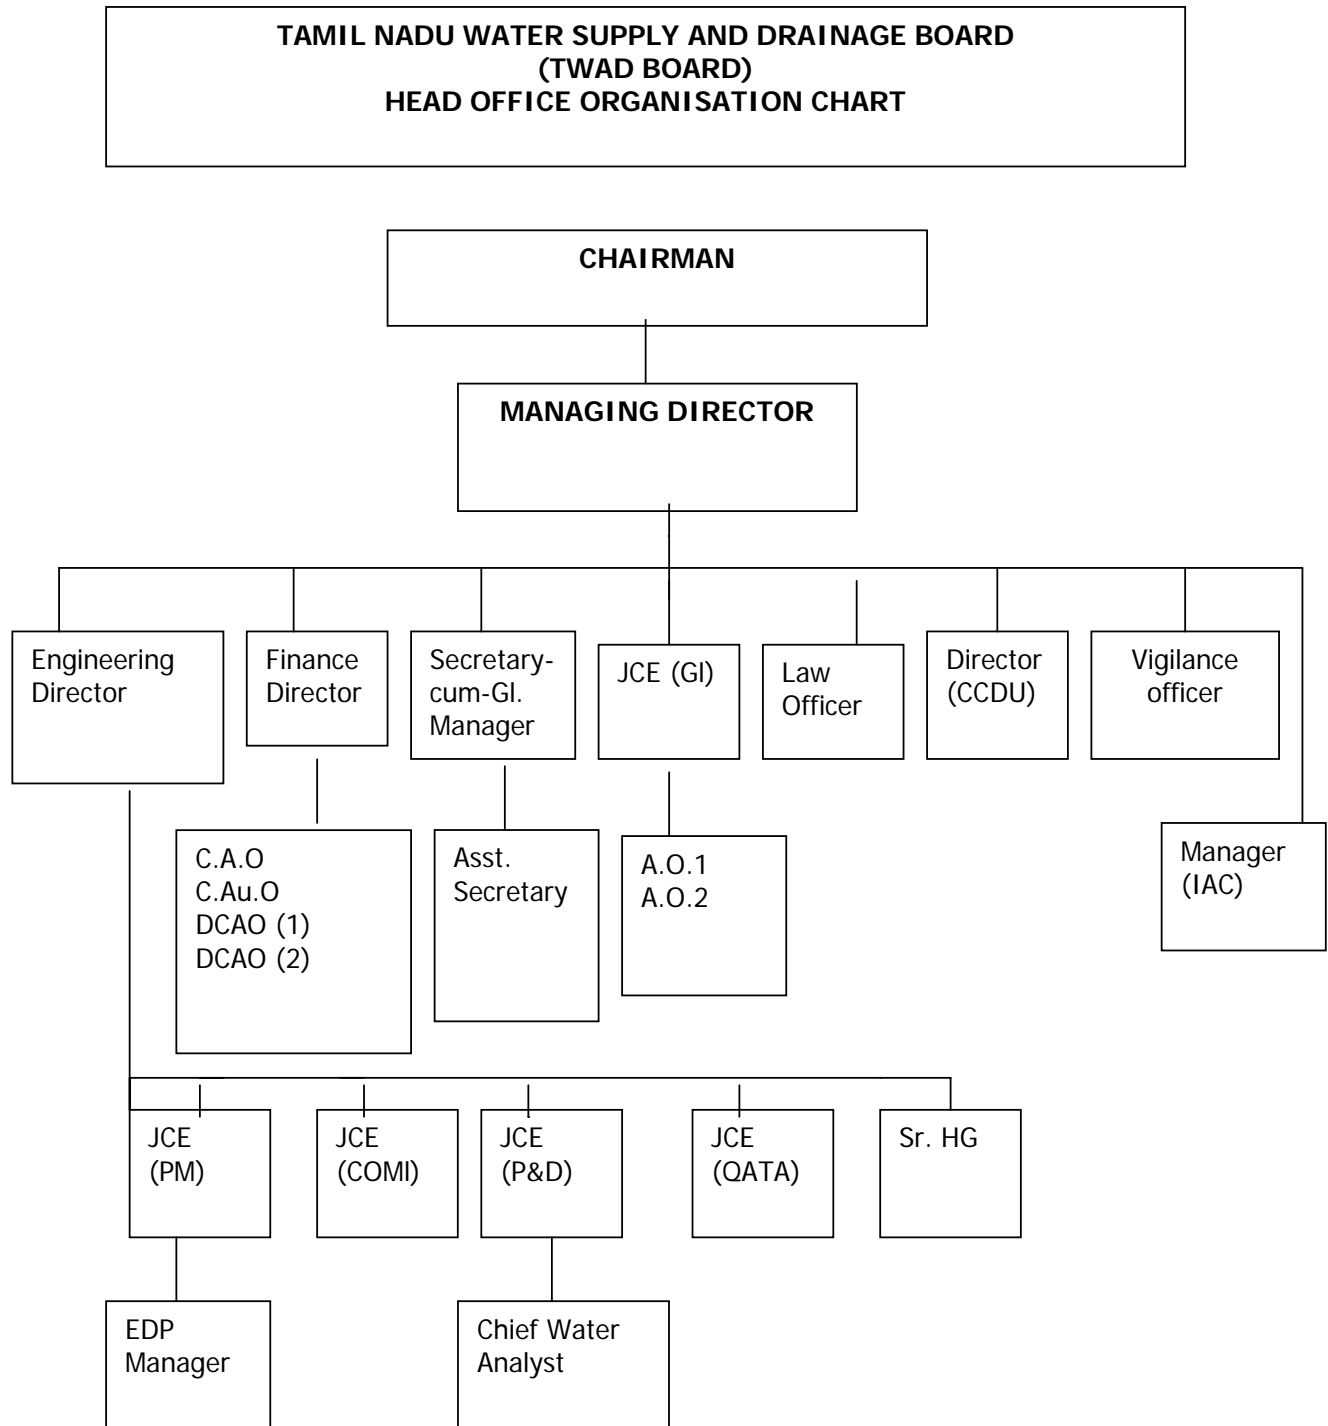 TAMIL NADU WATER SUPPLY AND DRAINAGE BOARD
(TWAD BOARD)
HEAD OFFICE ORGANISATION CHART
CHAIRMAN
MANAGING DIRECTOR
Engineering
Director
Finance
Director
Secretary-
cum-Gl.
Manager
JCE (Gl)
Law
Officer
Director
(CCDU)
Vigilance
officer
C.A.O
C.Au.O
DCAO (1)
DCAO (2)
Asst.
Secretary
A.O.1
A.O.2
Manager
(IAC)
JCE
(PM)
JCE
(COMI)
JCE
(P&D)
JCE
(QATA)
Sr. HG
EDP
Manager
Chief Water
Analyst